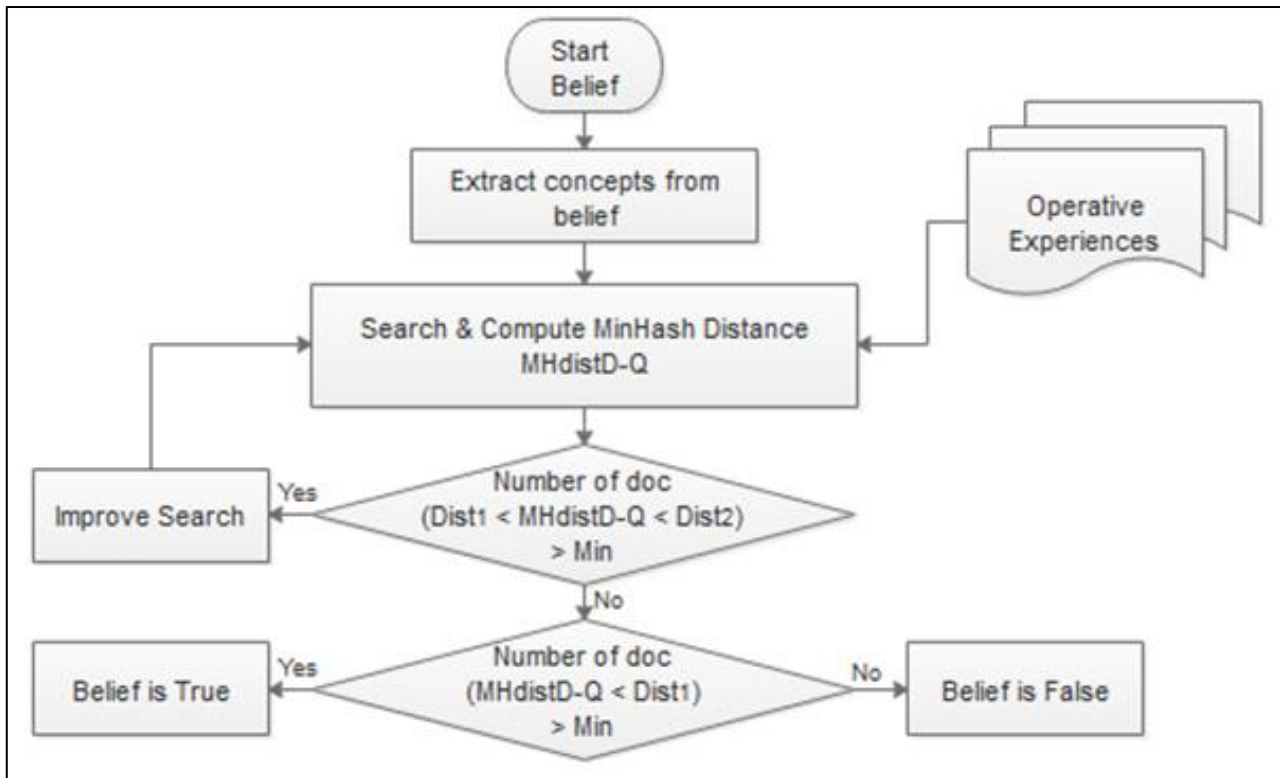 Start
Belief
Extract concepts from
belief
Operative
Experiences
Search & Compute MinHash Distance
MHdistD-Q
Number of doc
(Dist1 < MHdistD-Q < Dist2)
> Min
Yes
Improve Search
No
Number of doc
(MHdistD-Q < Dist1)
> Min
Yes
Belief is True
No
Belief is False